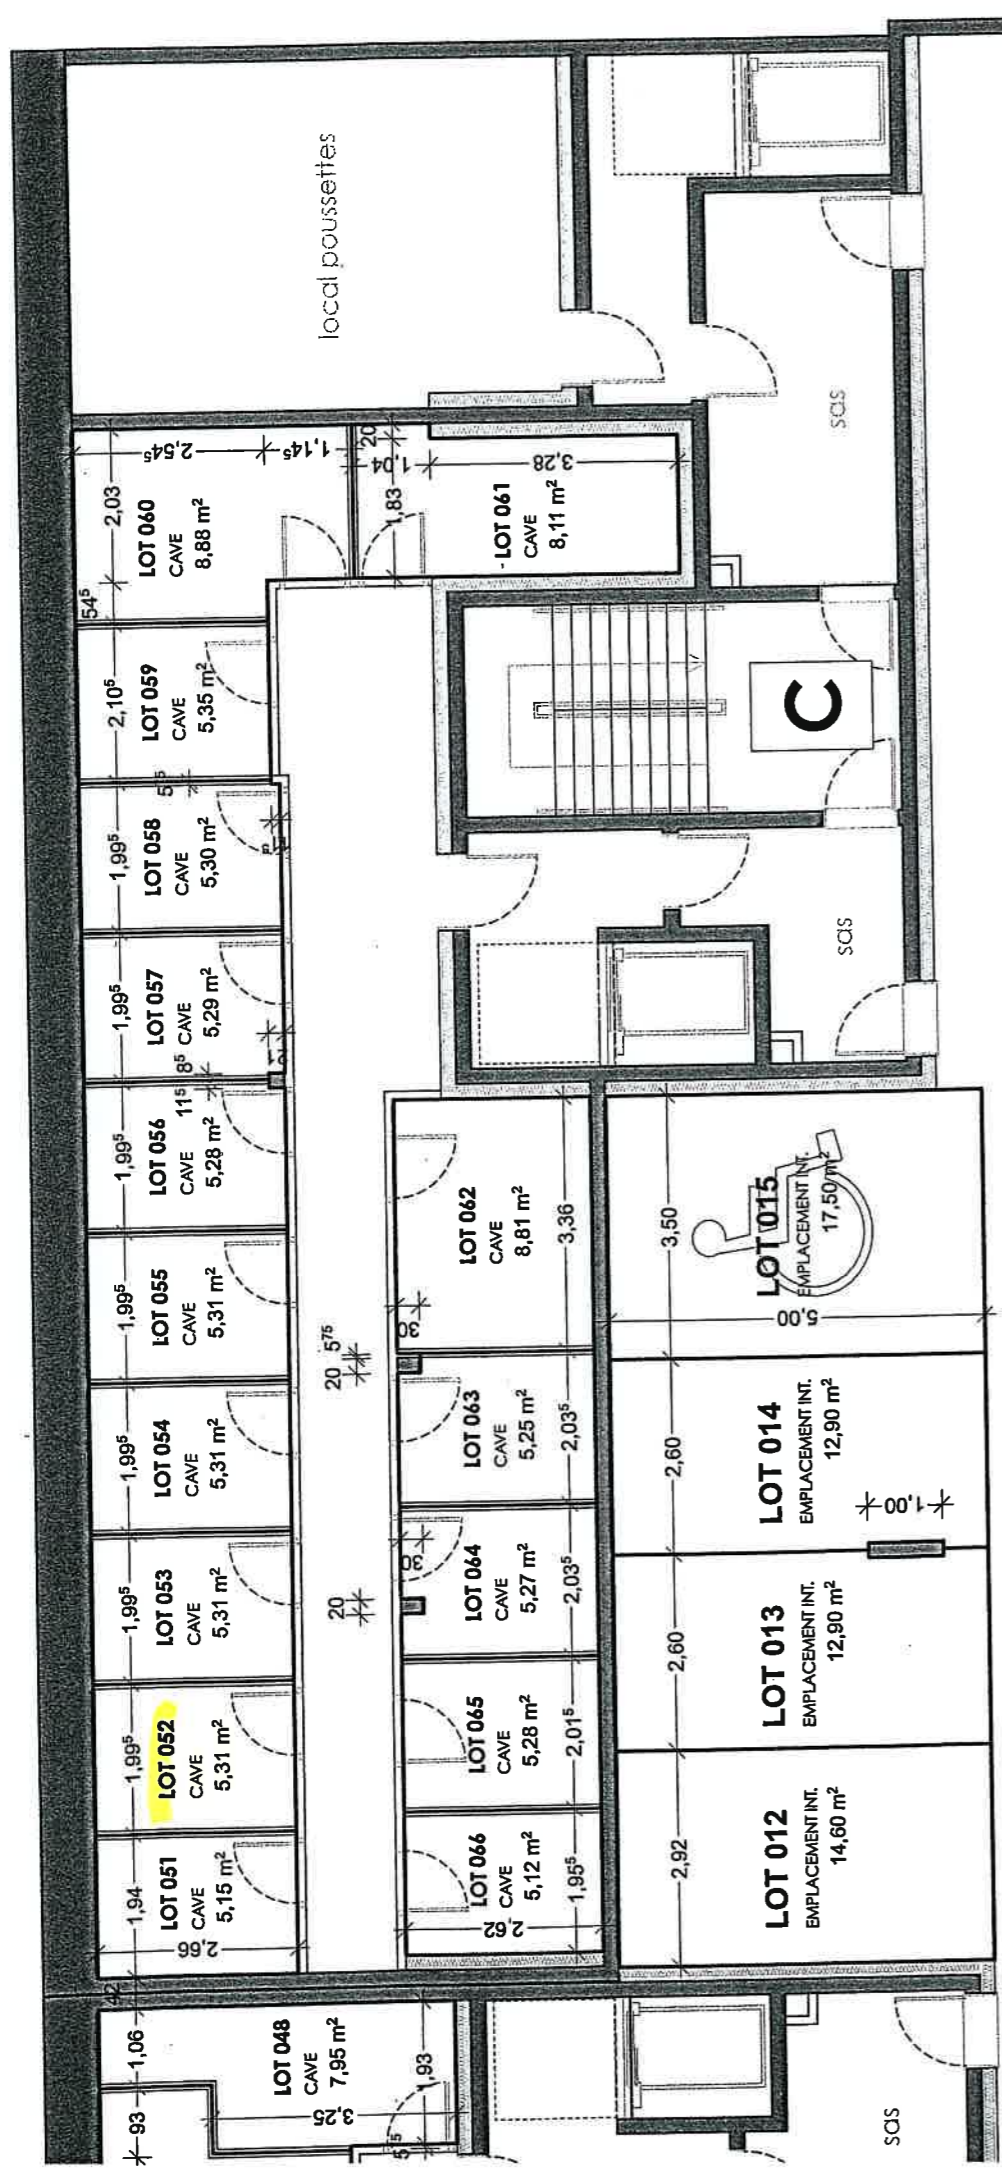 local poussettes
2,54⁵
1,14⁵
2,03
LOT 060
CAVE
8,88 m²
54⁵
20
1,04
1,83
3,28
LOT 061
CAVE
8,11 m²
sas
2,10⁵
LOT 059
CAVE
5,35 m²
1,99⁵
LOT 058
CAVE
5,30 m²
C
1,99⁵
LOT 057
CAVE
5,29 m²
8⁵
21
11⁵
sas
1,99⁵
LOT 056
CAVE
5,28 m²
1,99⁵
LOT 055
CAVE
5,31 m²
1,99⁵
LOT 054
CAVE
5,31 m²
1,99⁵
LOT 053
CAVE
5,31 m²
1,99⁵
LOT 052
CAVE
5,31 m²
1,94
LOT 051
CAVE
5,15 m²
2,66
LOT 062
CAVE
8,81 m²
3,36
30
20 5⁷⁵
LOT 063
CAVE
5,25 m²
2,03⁵
30
20
LOT 064
CAVE
5,27 m²
2,03⁵
LOT 065
CAVE
5,28 m²
2,01⁵
LOT 066
CAVE
5,12 m²
1,95⁵
2,62
3,50
LOT 015
EMPLACEMENT INT.
17,50 m²
5,00
2,60
LOT 014
EMPLACEMENT INT.
12,90 m²
1,00
2,60
LOT 013
EMPLACEMENT INT.
12,90 m²
2,92
LOT 012
EMPLACEMENT INT.
14,60 m²
42
1,06
93
LOT 048
CAVE
7,95 m²
3,25
1,93
5⁵
sas